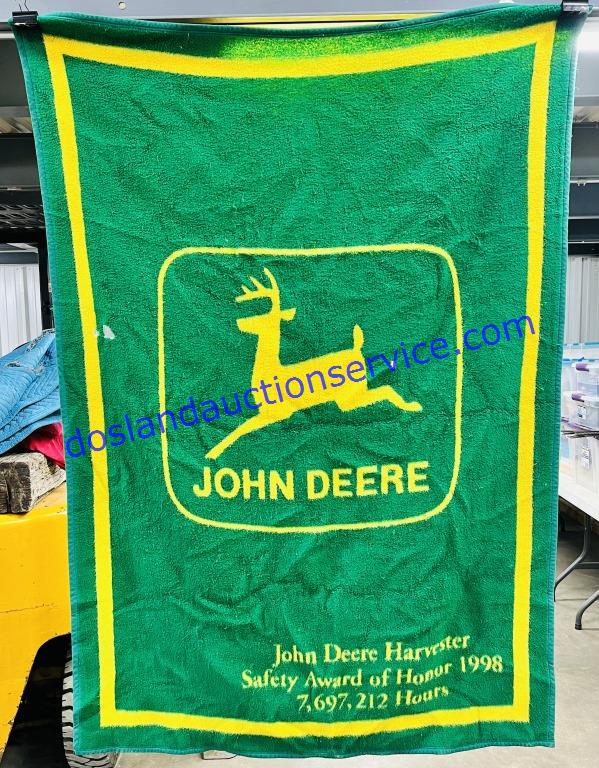 doslandauctionservice.com
JOHN DEERE
John Deere Harvester
Safety Award of Honor 1998
7,697,212 Hours